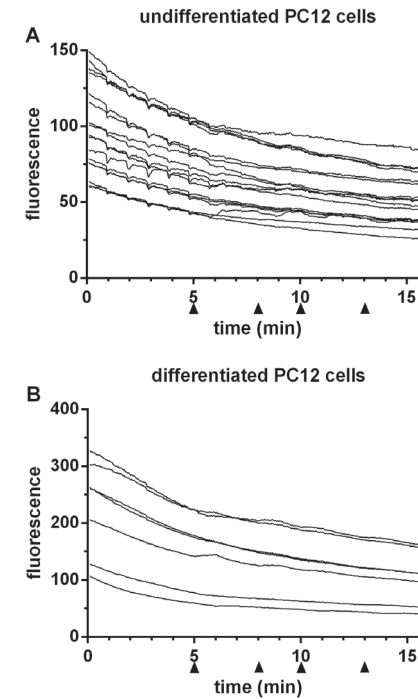 undifferentiated PC12 cells
A
150
100
50
0
fluorescence
0 5 10 15
time (min)
differentiated PC12 cells
B
400
300
200
100
0
fluorescence
0 5 10 15
time (min)